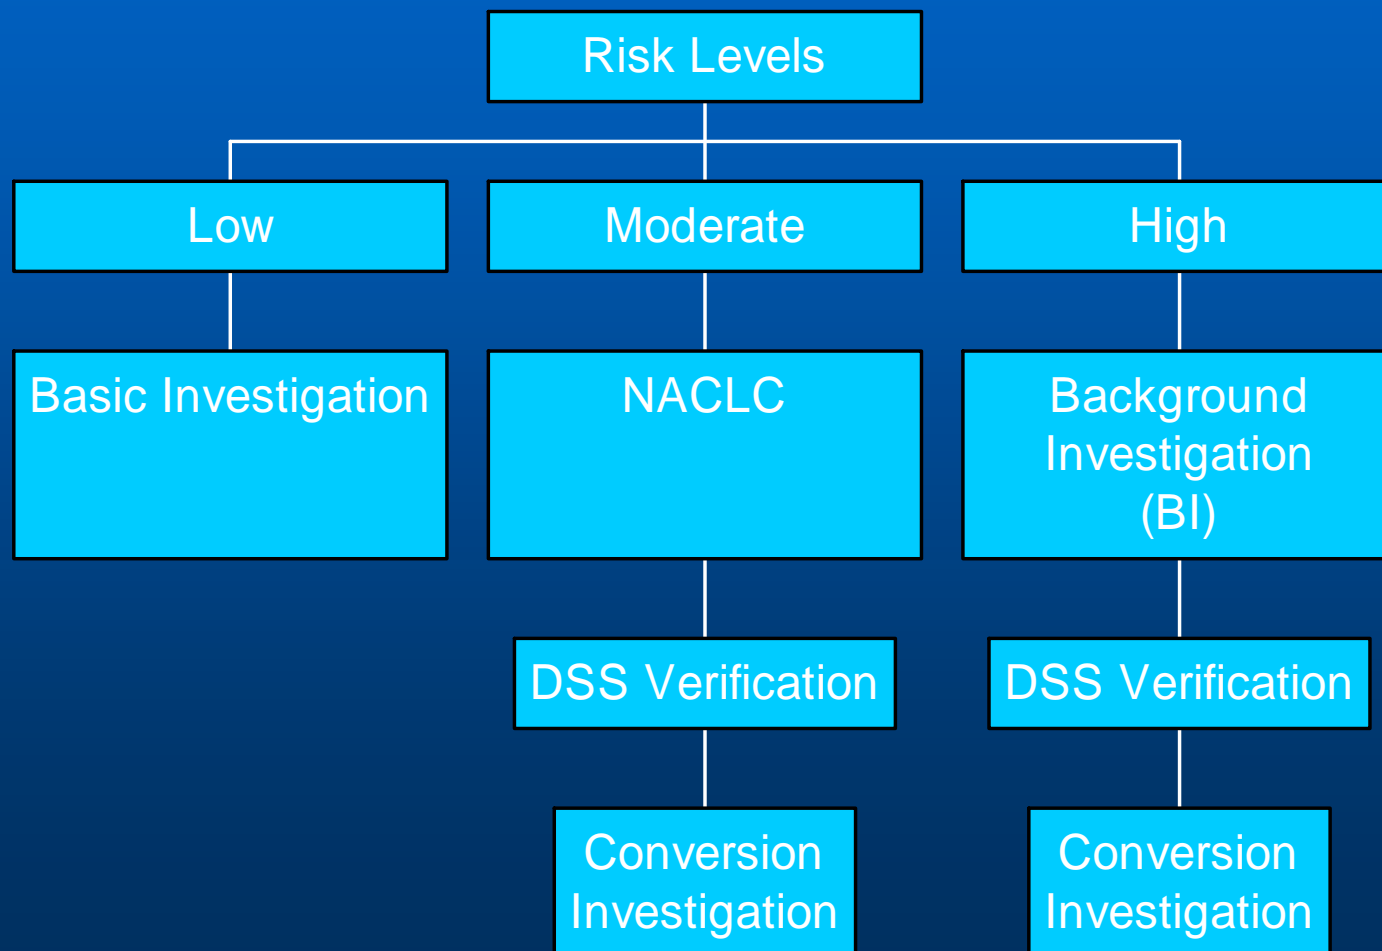 Risk Levels
Low
Moderate
High
Basic Investigation
NACLC
Background
Investigation
(BI)
DSS Verification
DSS Verification
Conversion
Investigation
Conversion
Investigation